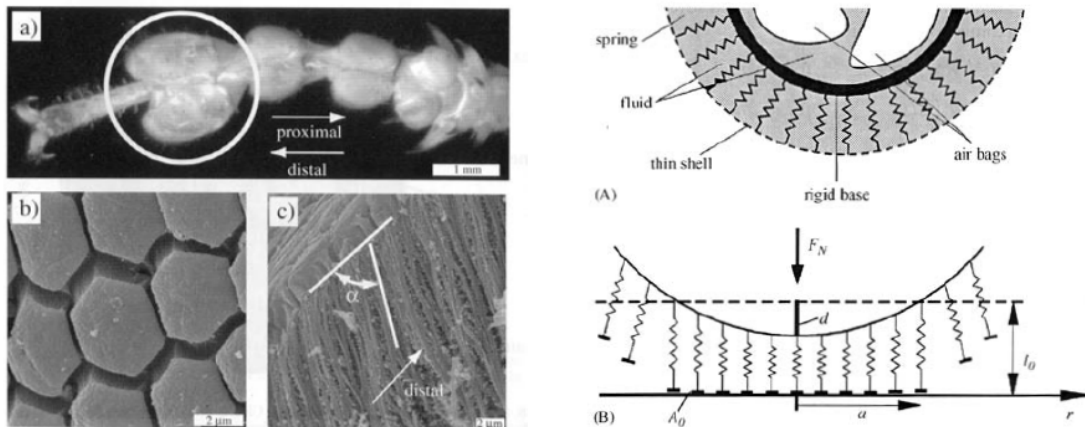 a)
proximal
distal
1 mm
b)
2 μm
c)
α
distal
2 μm
spring
fluid
thin shell
air bags
rigid base
(A)
F_N
d
l_0
(B)
A_0
a
r